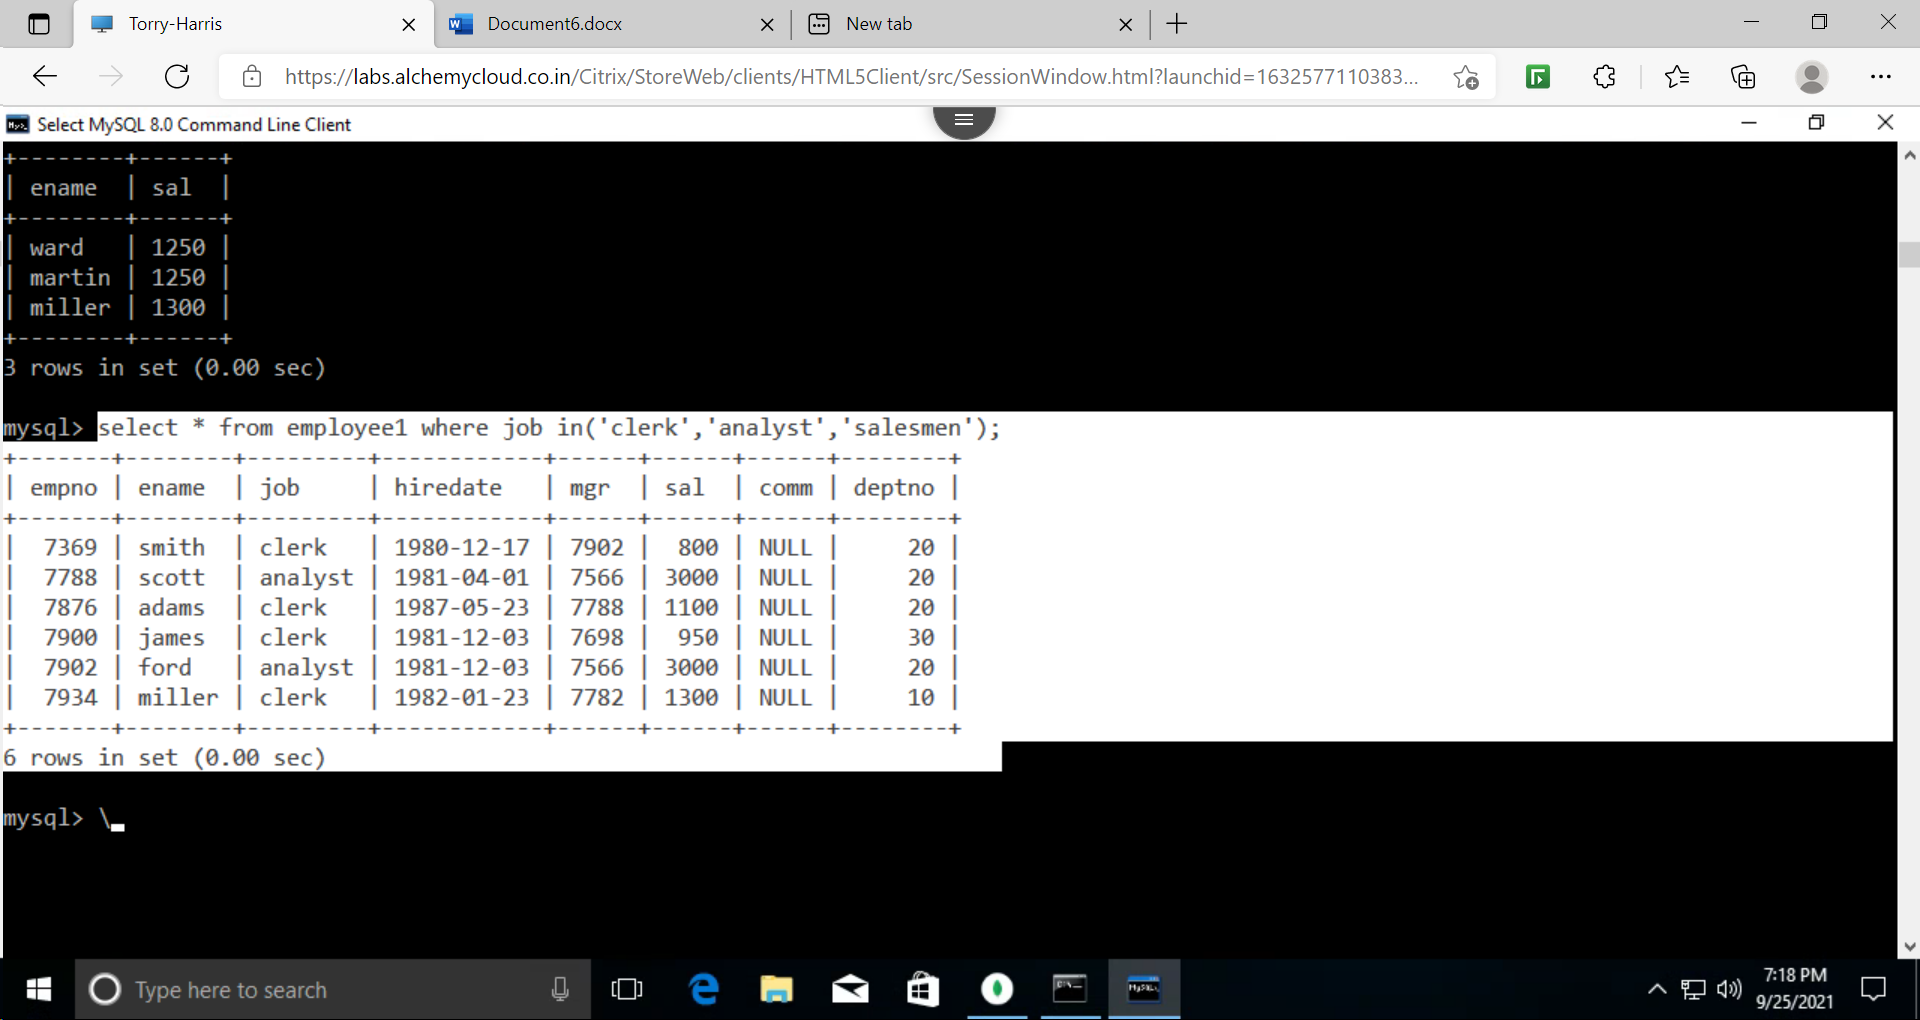 Torry-Harris
Document6.docx
New tab
https://labs.alchemycloud.co.in/Citrix/StoreWeb/clients/HTML5Client/src/SessionWindow.html?launchid=1632577110383...
Select MySQL 8.0 Command Line Client
+--------+------+
| ename  | sal  |
+--------+------+
| ward   | 1250 |
| martin | 1250 |
| miller | 1300 |
+--------+------+
3 rows in set (0.00 sec)
mysql> select * from employee1 where job in('clerk','analyst','salesmen');
+-------+--------+---------+------------+------+------+------+--------+
| empno | ename  | job     | hiredate   | mgr  | sal  | comm | deptno |
+-------+--------+---------+------------+------+------+------+--------+
|  7369 | smith  | clerk   | 1980-12-17 | 7902 |  800 | NULL |     20 |
|  7788 | scott  | analyst | 1981-04-01 | 7566 | 3000 | NULL |     20 |
|  7876 | adams  | clerk   | 1987-05-23 | 7788 | 1100 | NULL |     20 |
|  7900 | james  | clerk   | 1981-12-03 | 7698 |  950 | NULL |     30 |
|  7902 | ford   | analyst | 1981-12-03 | 7566 | 3000 | NULL |     20 |
|  7934 | miller | clerk   | 1982-01-23 | 7782 | 1300 | NULL |     10 |
+-------+--------+---------+------------+------+------+------+--------+
6 rows in set (0.00 sec)
mysql> \_
Type here to search
7:18 PM
9/25/2021